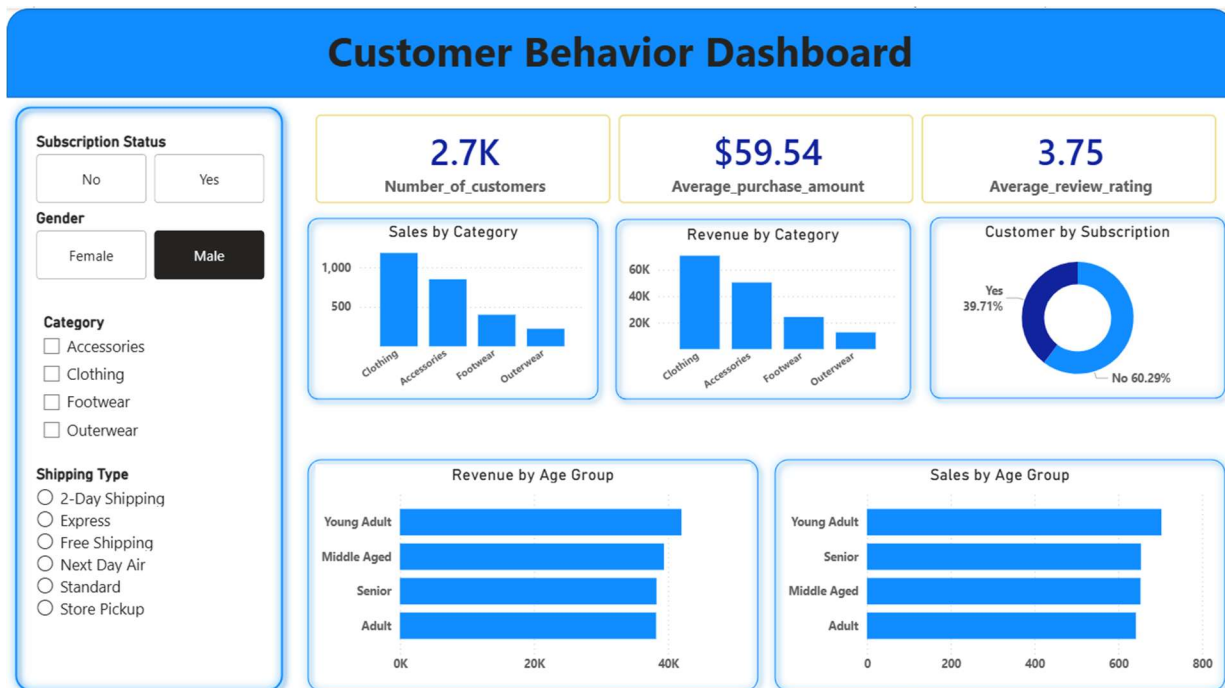 Customer Behavior Dashboard
Subscription Status
No
Yes
Gender
Female
Male
Category
Accessories
Clothing
Footwear
Outerwear
Shipping Type
2-Day Shipping
Express
Free Shipping
Next Day Air
Standard
Store Pickup
2.7K
Number_of_customers
$59.54
Average_purchase_amount
3.75
Average_review_rating
Sales by Category
1,000
500
Clothing
Accessories
Footwear
Outerwear
Revenue by Category
60K
40K
20K
Clothing
Accessories
Footwear
Outerwear
Customer by Subscription
Yes
39.71%
No 60.29%
Revenue by Age Group
Young Adult
Middle Aged
Senior
Adult
0K 20K 40K
Sales by Age Group
Young Adult
Senior
Middle Aged
Adult
0 200 400 600 800